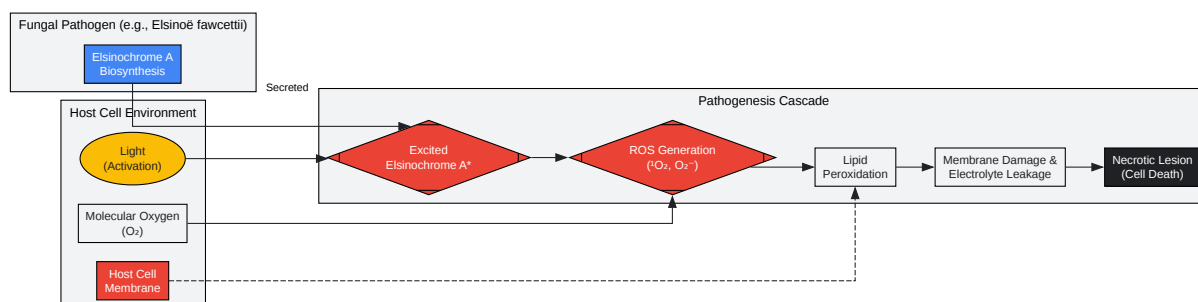 Fungal Pathogen (e.g., Elsinoë fawcettii)
Elsinochrome A
Biosynthesis
Secreted
Host Cell Environment
Light
(Activation)
Molecular Oxygen
(O₂)
Host Cell
Membrane
Pathogenesis Cascade
Excited
Elsinochrome A*
ROS Generation
(¹O₂, O₂⁻)
Lipid
Peroxidation
Membrane Damage &
Electrolyte Leakage
Necrotic Lesion
(Cell Death)